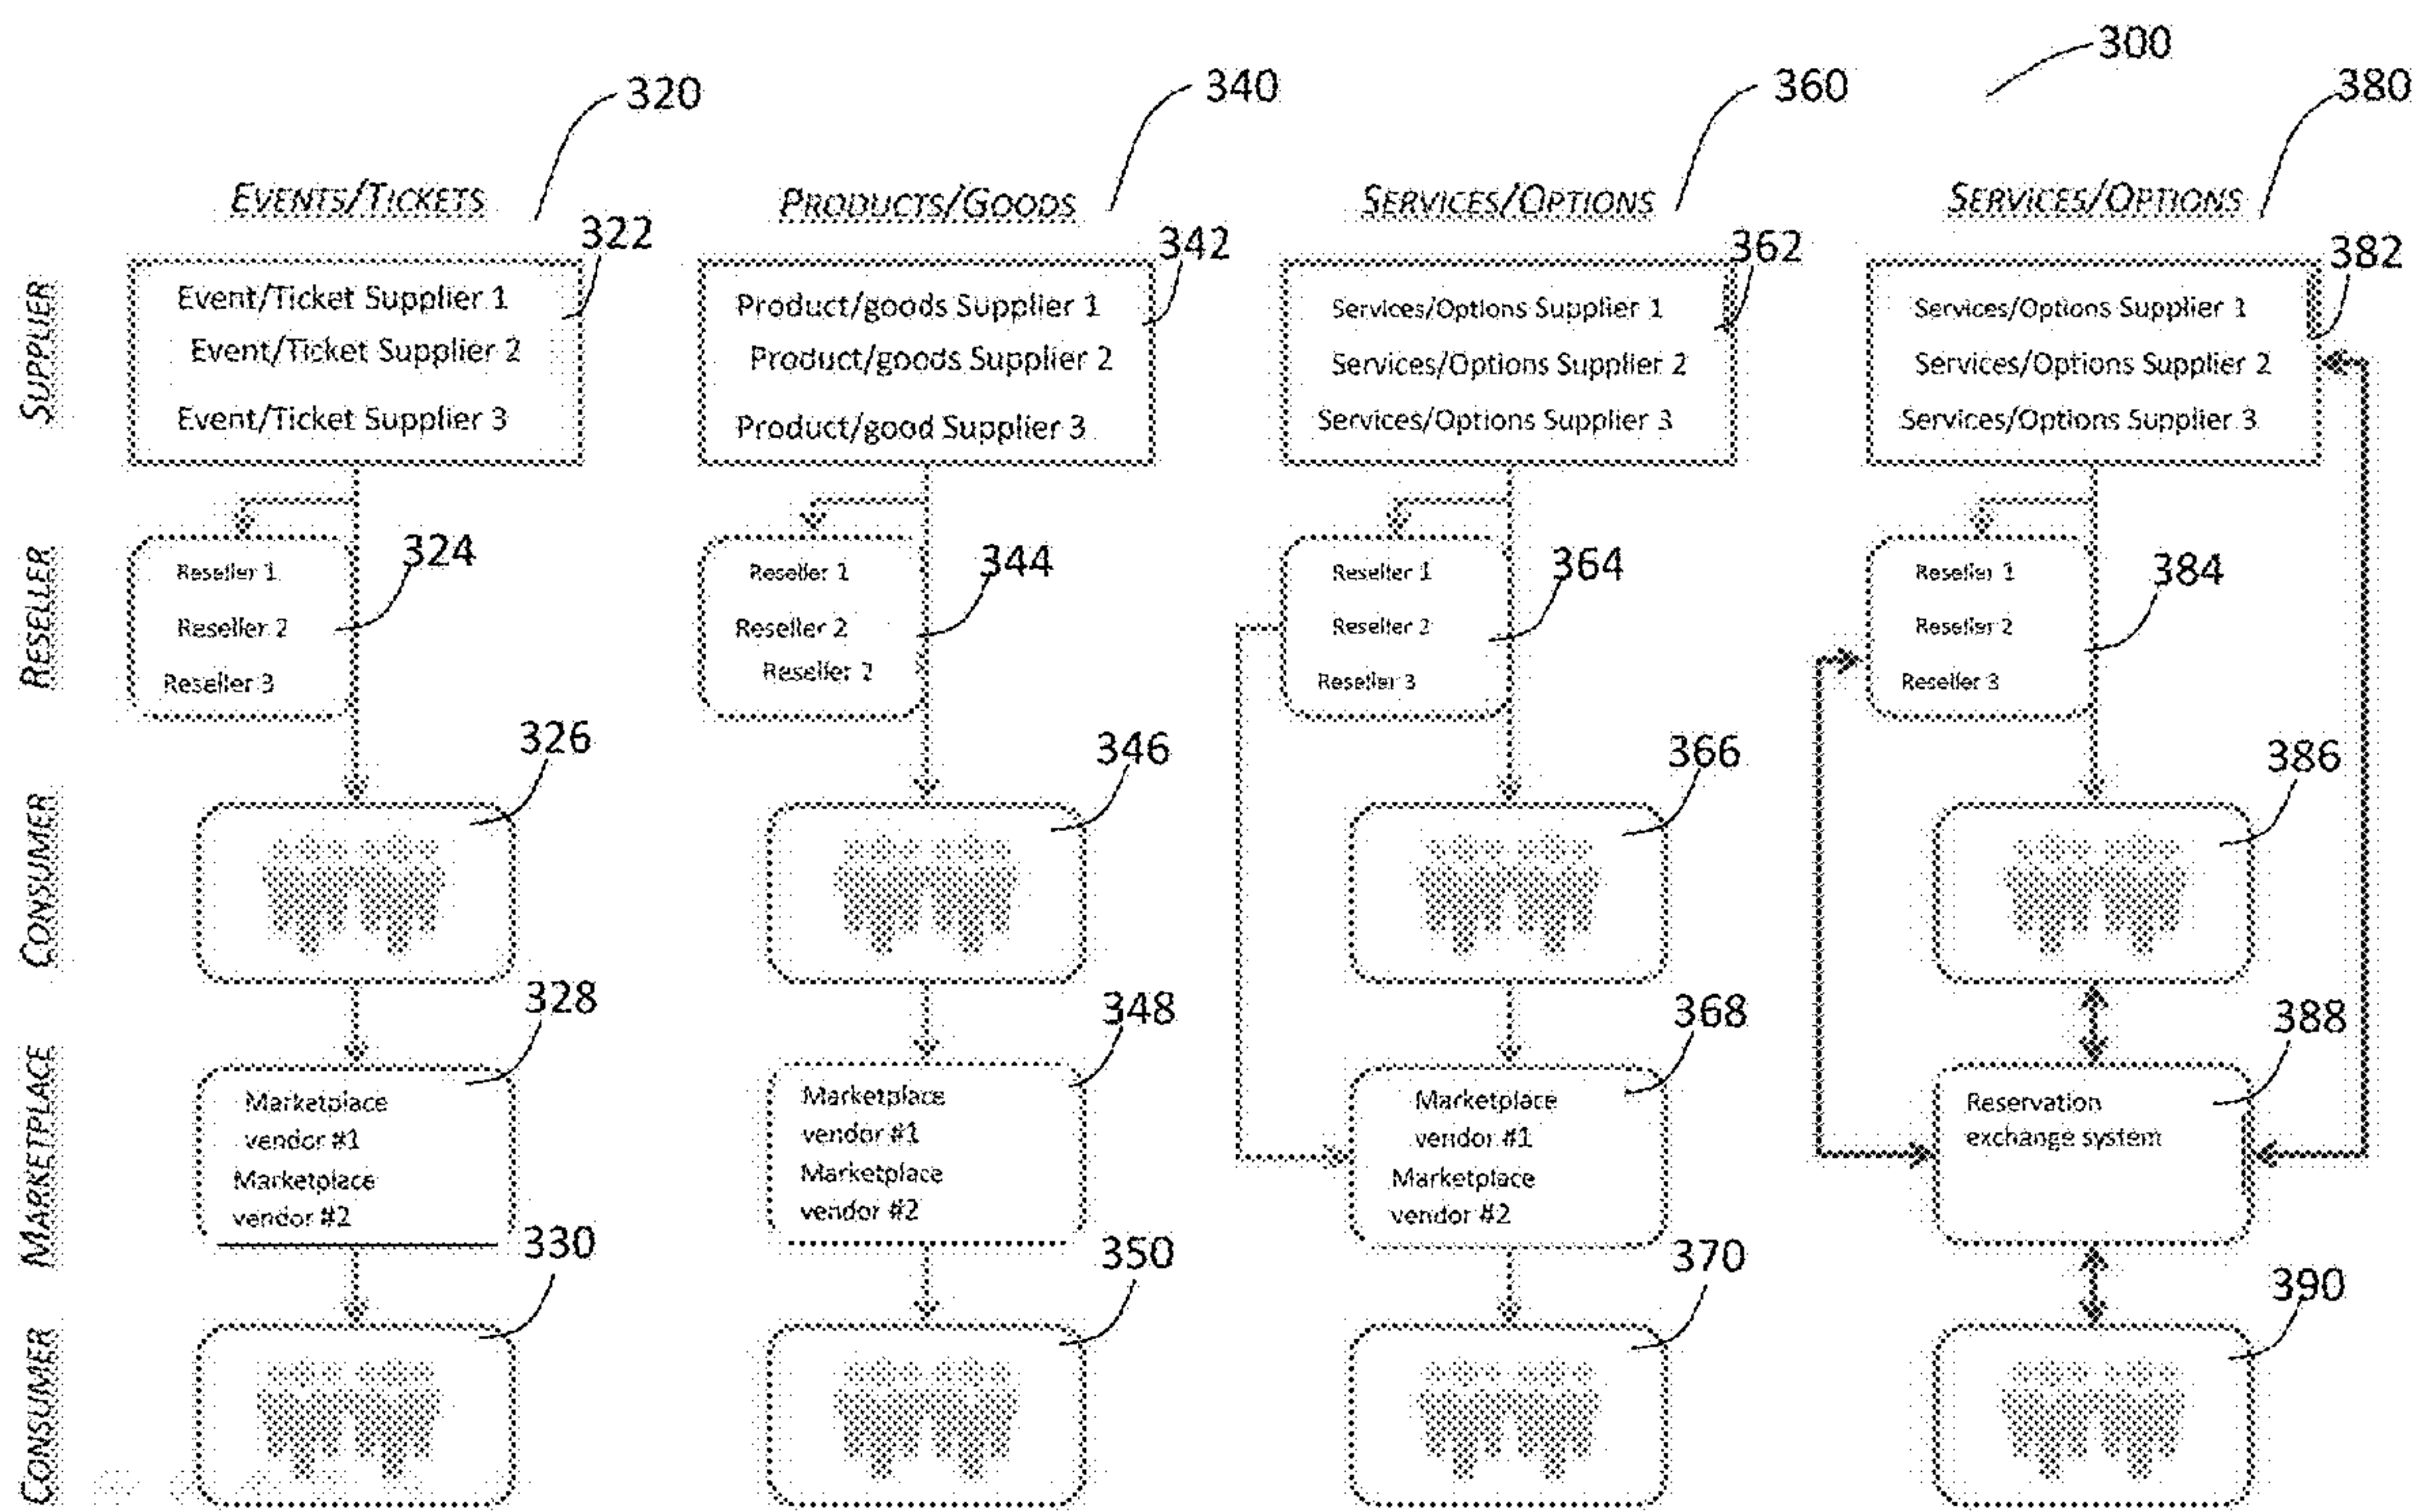 300
320
340
360
380
EVENTS/TICKETS
PRODUCTS/GOODS
SERVICES/OPTIONS
SERVICES/OPTIONS
322
342
362
382
SUPPLIER
Event/Ticket Supplier 1
Event/Ticket Supplier 2
Event/Ticket Supplier 3
Product/goods Supplier 1
Product/goods Supplier 2
Product/good Supplier 3
Services/Options Supplier 1
Services/Options Supplier 2
Services/Options Supplier 3
Services/Options Supplier 1
Services/Options Supplier 2
Services/Options Supplier 3
RESELLER
324
344
364
384
Reseller 1
Reseller 2
Reseller 3
Reseller 1
Reseller 2
Reseller 2
Reseller 1
Reseller 2
Reseller 3
Reseller 1
Reseller 2
Reseller 3
CONSUMER
326
346
366
386
MARKETPLACE
328
348
368
388
Marketplace
vendor #1
Marketplace
vendor #2
Marketplace
vendor #1
Marketplace
vendor #2
Marketplace
vendor #1
Marketplace
vendor #2
Reservation
exchange system
CONSUMER
330
350
370
390